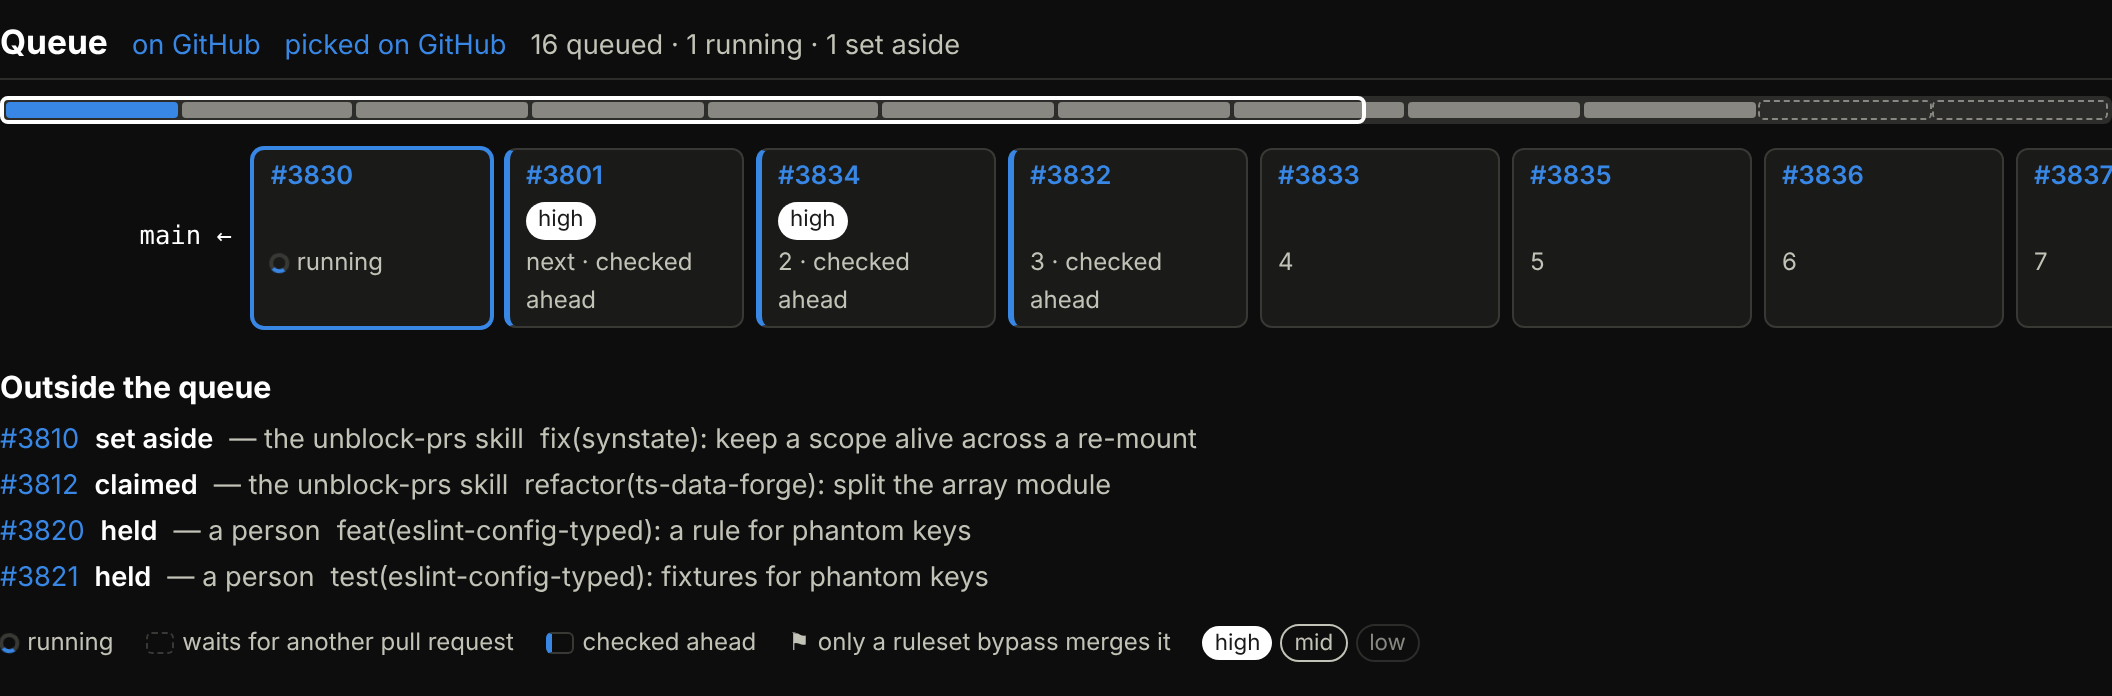 Queue on GitHub picked on GitHub 16 queued · 1 running · 1 set aside
main ←
#3830
running
#3801
high
next · checked
ahead
#3834
high
2 · checked
ahead
#3832
3 · checked
ahead
#3833
4
#3835
5
#3836
6
#3837
7
Outside the queue
#3810 set aside — the unblock-prs skill fix(synstate): keep a scope alive across a re-mount
#3812 claimed — the unblock-prs skill refactor(ts-data-forge): split the array module
#3820 held — a person feat(eslint-config-typed): a rule for phantom keys
#3821 held — a person test(eslint-config-typed): fixtures for phantom keys
running waits for another pull request checked ahead ⚑ only a ruleset bypass merges it high mid low